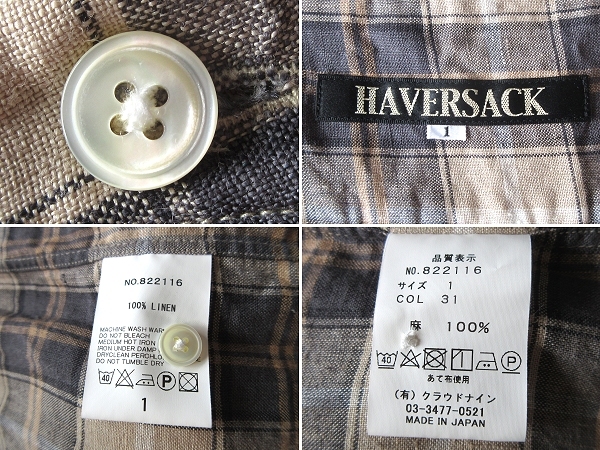 HAVERSACK
1
NO.822116
100% LINEN
MACHINE WASH WAR
DO NOT BLEACH
MEDIUM HOT IRON
IRON UNDER DAMP
DRYCLEAN PERCHLO
DO NOT TUMBLE DRY
40 P
1
品質表示
NO.822116
サイズ 1
COL 31
麻 100%
40 P
あて布使用
(有) クラウドナイン
03-3477-0521
MADE IN JAPAN